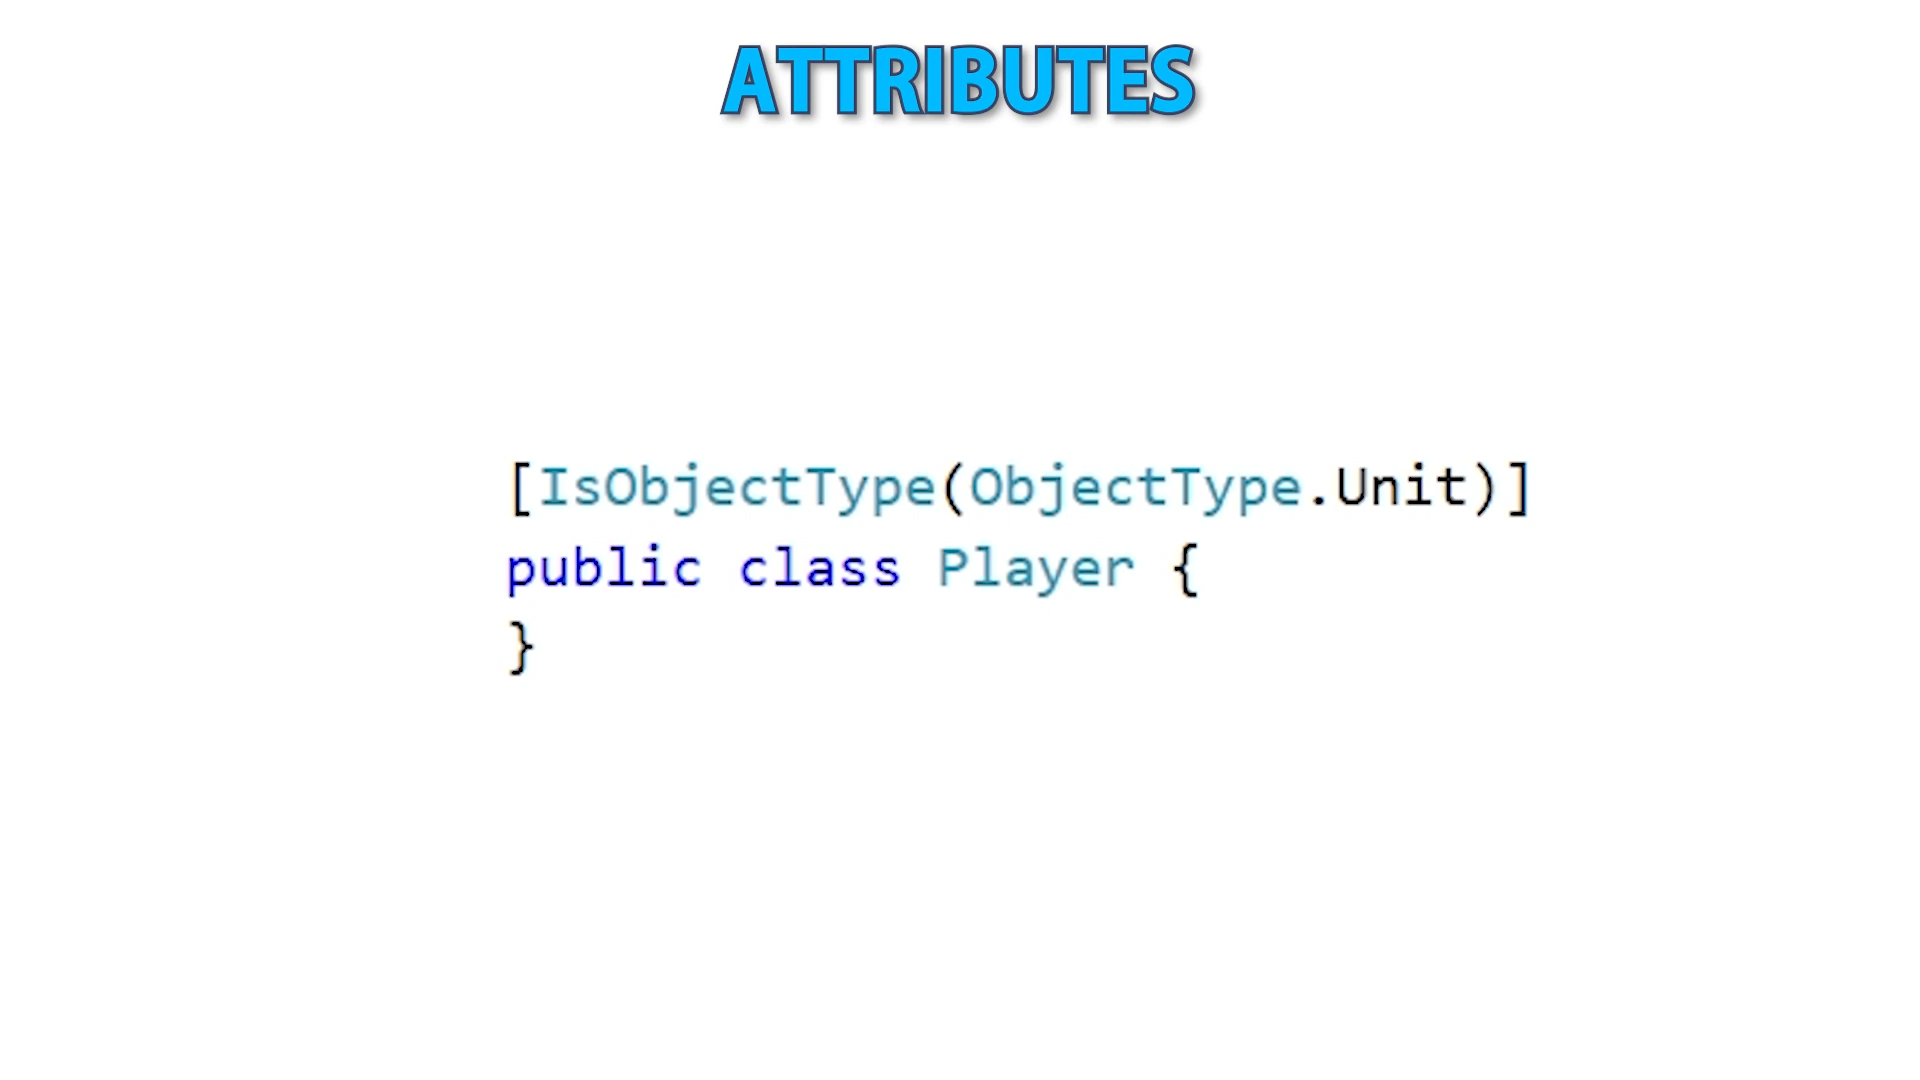 ATTRIBUTES
[IsObjectType(ObjectType.Unit)]
public class Player {
}